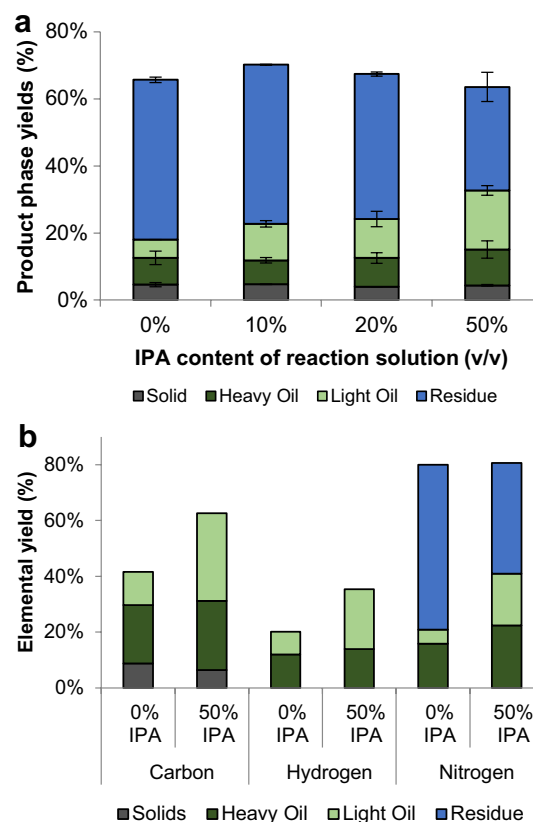 a
Product phase yields (%)
80%
60%
40%
20%
0%
0% 10% 20% 50%
IPA content of reaction solution (v/v)
Solid Heavy Oil Light Oil Residue
b
Elemental yield (%)
80%
60%
40%
20%
0%
0% 50% 0% 50% 0% 50%
IPA IPA IPA IPA IPA IPA
Carbon Hydrogen Nitrogen
Solids Heavy Oil Light Oil Residue